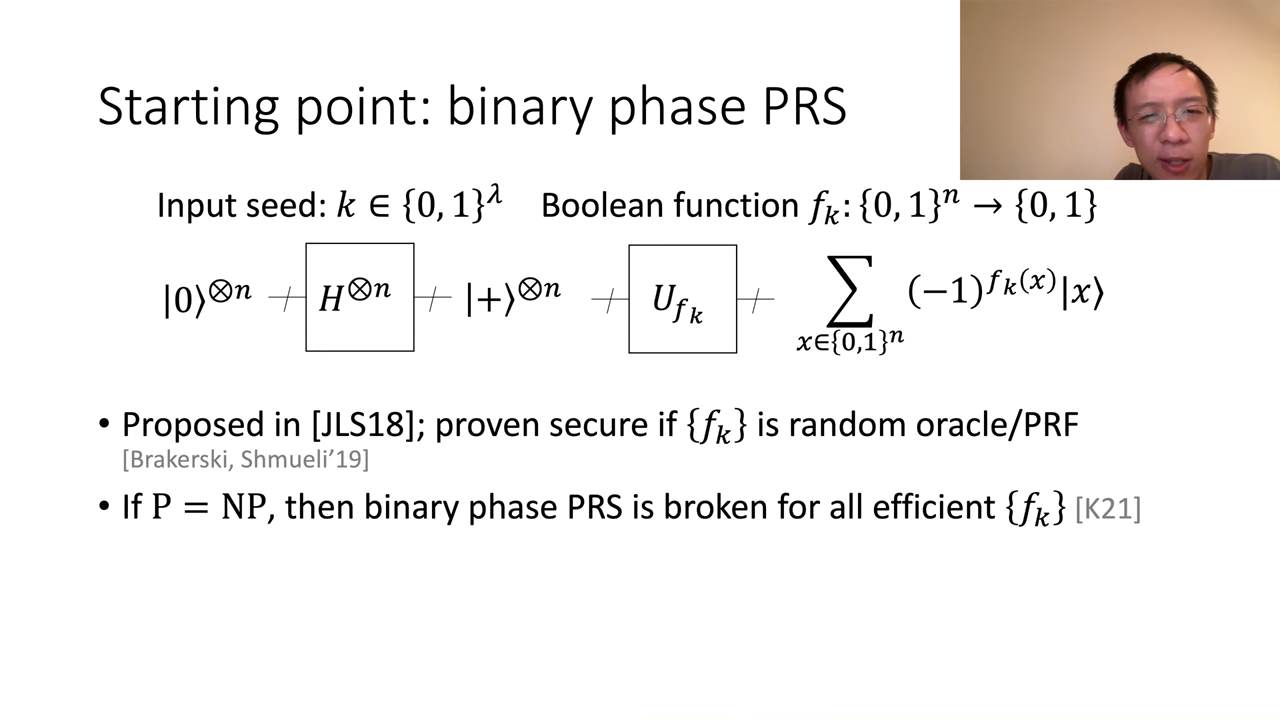 Starting point: binary phase PRS
Input seed: k ∈ {0, 1}^λ Boolean function f_k: {0, 1}^n → {0, 1}
|0⟩^{⊗n} H^{⊗n} |+⟩^{⊗n} U_{f_k} ∑_{x∈{0,1}^n} (−1)^{f_k(x)}|x⟩
• Proposed in [JLS18]; proven secure if {f_k} is random oracle/PRF
[Brakerski, Shmueli’19]
• If P = NP, then binary phase PRS is broken for all efficient {f_k} [K21]